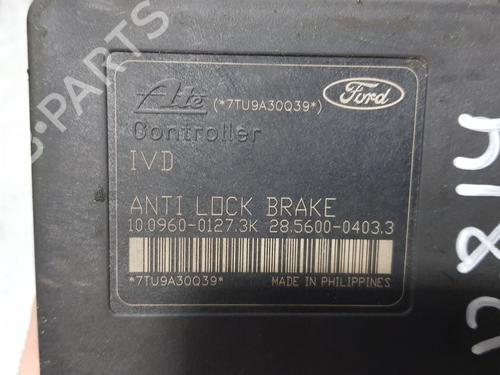 Ate (*7TU9A30Q39*) Ford
Controller
IVD
ANTI LOCK BRAKE
10.0960-0127.3K 28.5600-0403.3
*7TU9A30Q39* MADE IN PHILIPPINES
B-PARTS